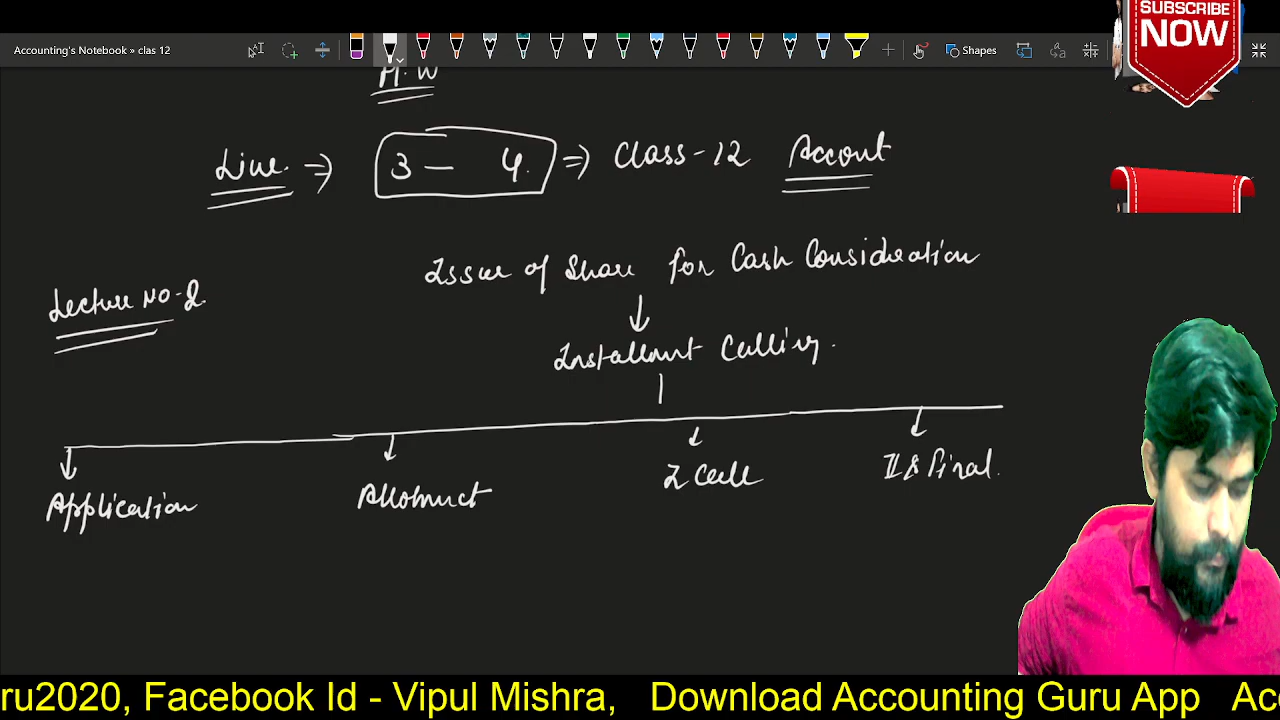 SUBSCRIBE
NOW
Accounting's Notebook » clas 12
Shapes
H.W
Live. ⇒ 3 — 4. ⇒ Class-12 Accout
Issue of Share for Cash Consideration
Lecture No-2.
↓
Installment Calling.
Application Allotment I Call II & Final.
ru2020, Facebook Id - Vipul Mishra, Download Accounting Guru App Ac